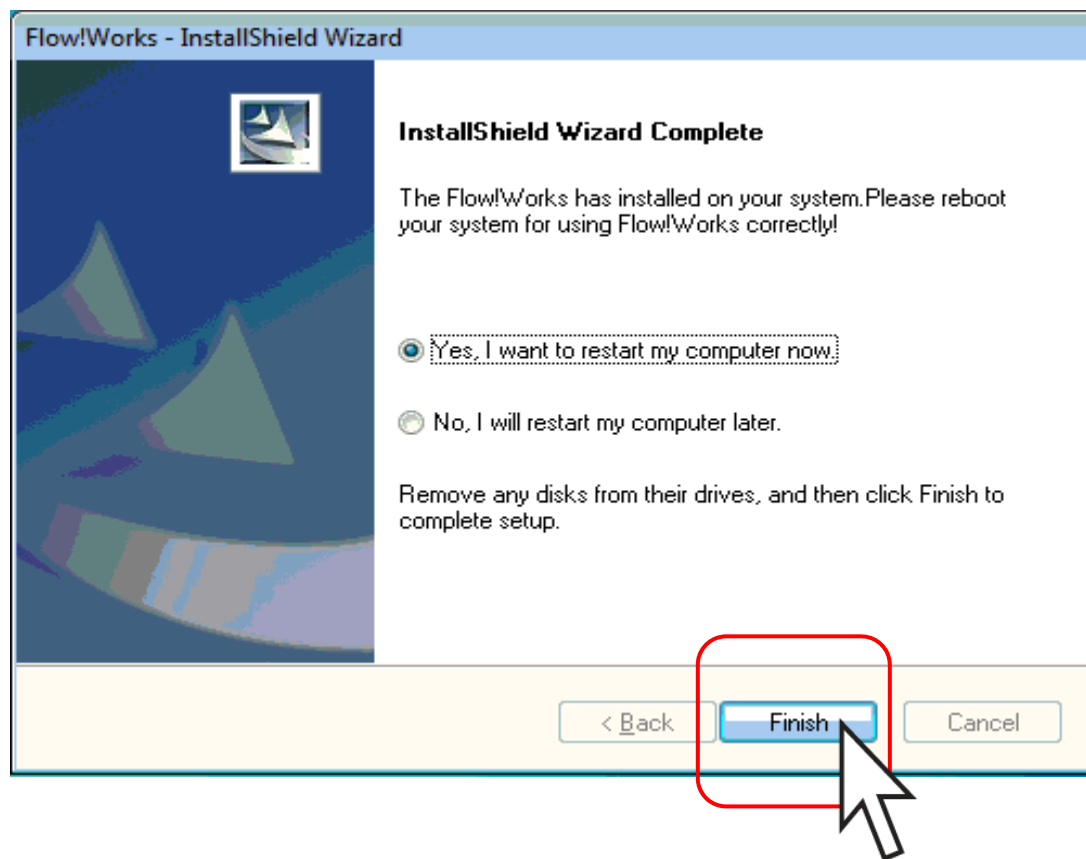 Flow!Works - InstallShield Wizard
InstallShield Wizard Complete
The Flow!Works has installed on your system.Please reboot
your system for using Flow!Works correctly!
Yes, I want to restart my computer now.
No, I will restart my computer later.
Remove any disks from their drives, and then click Finish to
complete setup.
< Back Finish Cancel